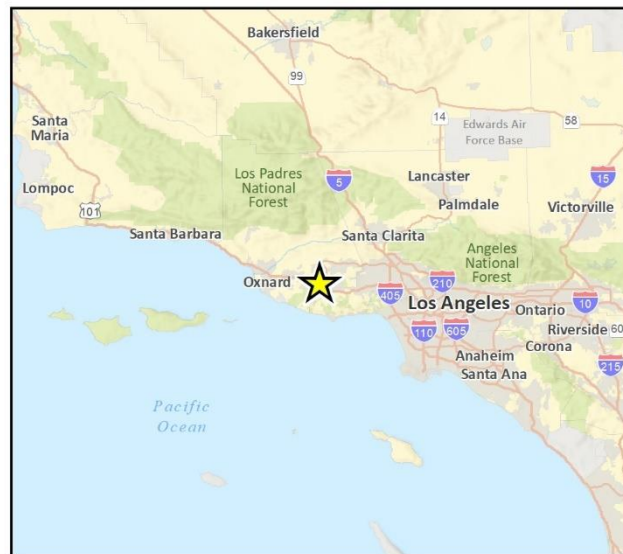 Bakersfield
99
Santa
Maria
14
58
Edwards Air
Force Base
Los Padres
National
Forest
5
Lancaster
15
Lompoc
101
Palmdale
Victorville
Santa Barbara
Santa Clarita
Angeles
National
Forest
Oxnard
405
210
Los Angeles
10
Ontario
110
605
Riverside
60
Corona
Anaheim
215
Santa Ana
Pacific
Ocean